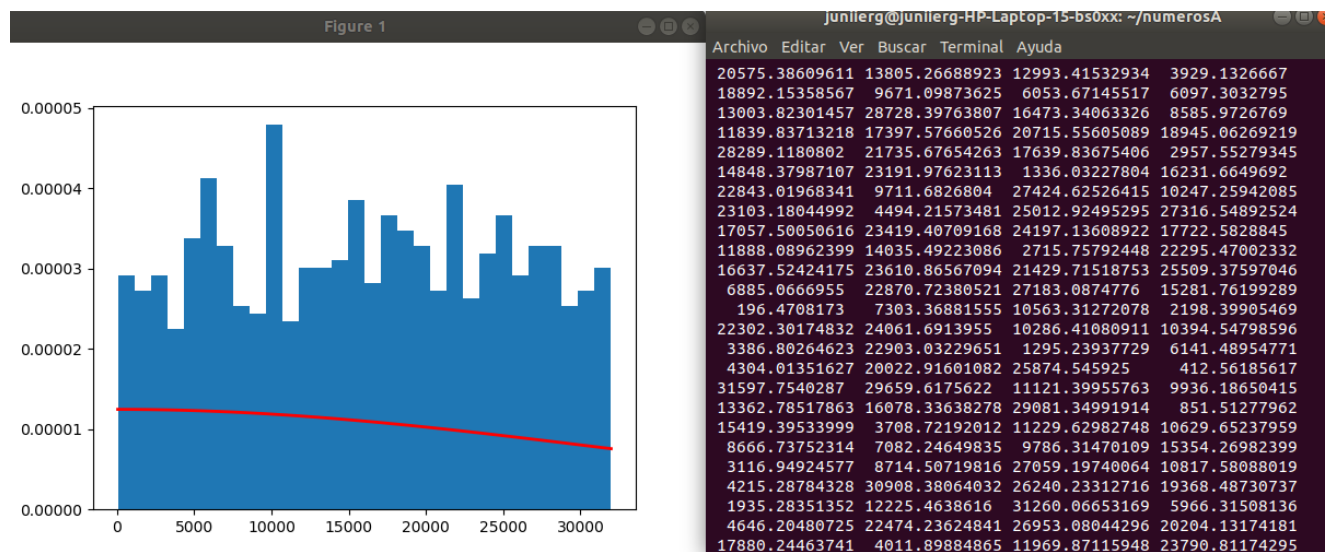 Figure 1
0.00005
0.00004
0.00003
0.00002
0.00001
0.00000
0 5000 10000 15000 20000 25000 30000
junilerg@junilerg-HP-Laptop-15-bs0xx: ~/numerosA
Archivo Editar Ver Buscar Terminal Ayuda
20575.38609611 13805.26688923 12993.41532934 3929.1326667
18892.15358567 9671.09873625 6053.67145517 6097.3032795
13003.82301457 28728.39763807 16473.34063326 8585.9726769
11839.83713218 17397.57660526 20715.55605089 18945.06269219
28289.1180802 21735.67654263 17639.83675406 2957.55279345
14848.37987107 23191.97623113 1336.03227804 16231.6649692
22843.01968341 9711.6826804 27424.62526415 10247.25942085
23103.18044992 4494.21573481 25012.92495295 27316.54892524
17057.50050616 23419.40709168 24197.13608922 17722.5828845
11888.08962399 14035.49223086 2715.75792448 22295.47002332
16637.52424175 23610.86567094 21429.71518753 25509.37597046
6885.0666955 22870.72380521 27183.0874776 15281.76199289
196.4708173 7303.36881555 10563.31272078 2198.39905469
22302.30174832 24061.6913955 10286.41080911 10394.54798596
3386.80264623 22903.03229651 1295.23937729 6141.48954771
4304.01351627 20022.91601082 25874.545925 412.56185617
31597.7540287 29659.6175622 11121.39955763 9936.18650415
13362.78517863 16078.33638278 29081.34991914 851.51277962
15419.39533999 3708.72192012 11229.62982748 10629.65237959
8666.73752314 7082.24649835 9786.31470109 15354.26982399
3116.94924577 8714.50719816 27059.19740064 10817.58088019
4215.28784328 30908.38064032 26240.23312716 19368.48730737
1935.28351352 12225.4638616 31260.06653169 5966.31508136
4646.20480725 22474.23624841 26953.08044296 20204.13174181
17880.24463741 4011.89884865 11969.87115948 23790.81174295